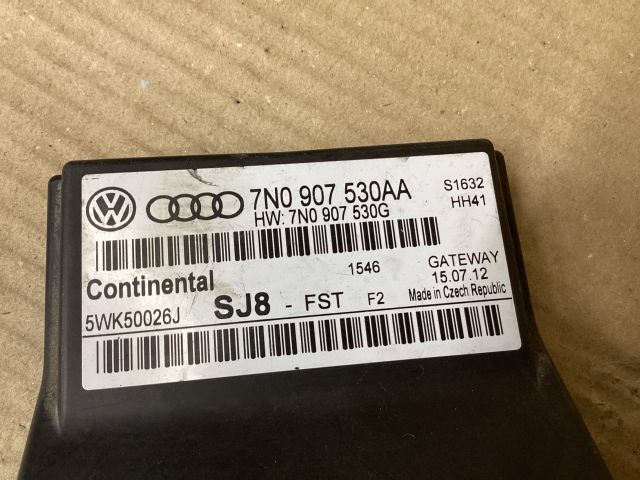 7N0 907 530AA
HW: 7N0 907 530G
S1632
HH41
Continental
1546
GATEWAY
15.07.12
5WK50026J
SJ8 - FST F2
Made in Czech Republic